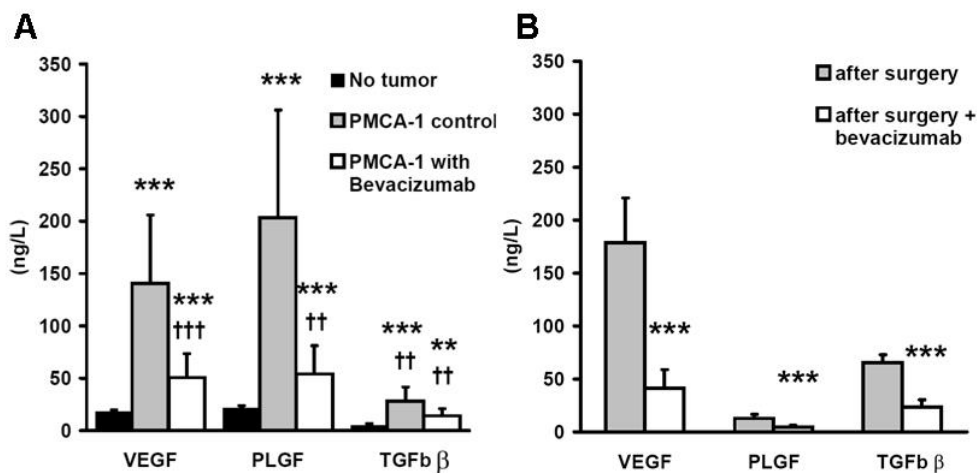 A
350
300
250
200
150
100
50
0
(ng/L)
*** *** *** ††† *** †† *** †† ** ††
No tumor
PMCA-1 control
PMCA-1 with
Bevacizumab
VEGF PLGF TGFb β
B
350
300
250
200
150
100
50
0
(ng/L)
after surgery
after surgery +
bevacizumab
*** *** ***
VEGF PLGF TGFb β